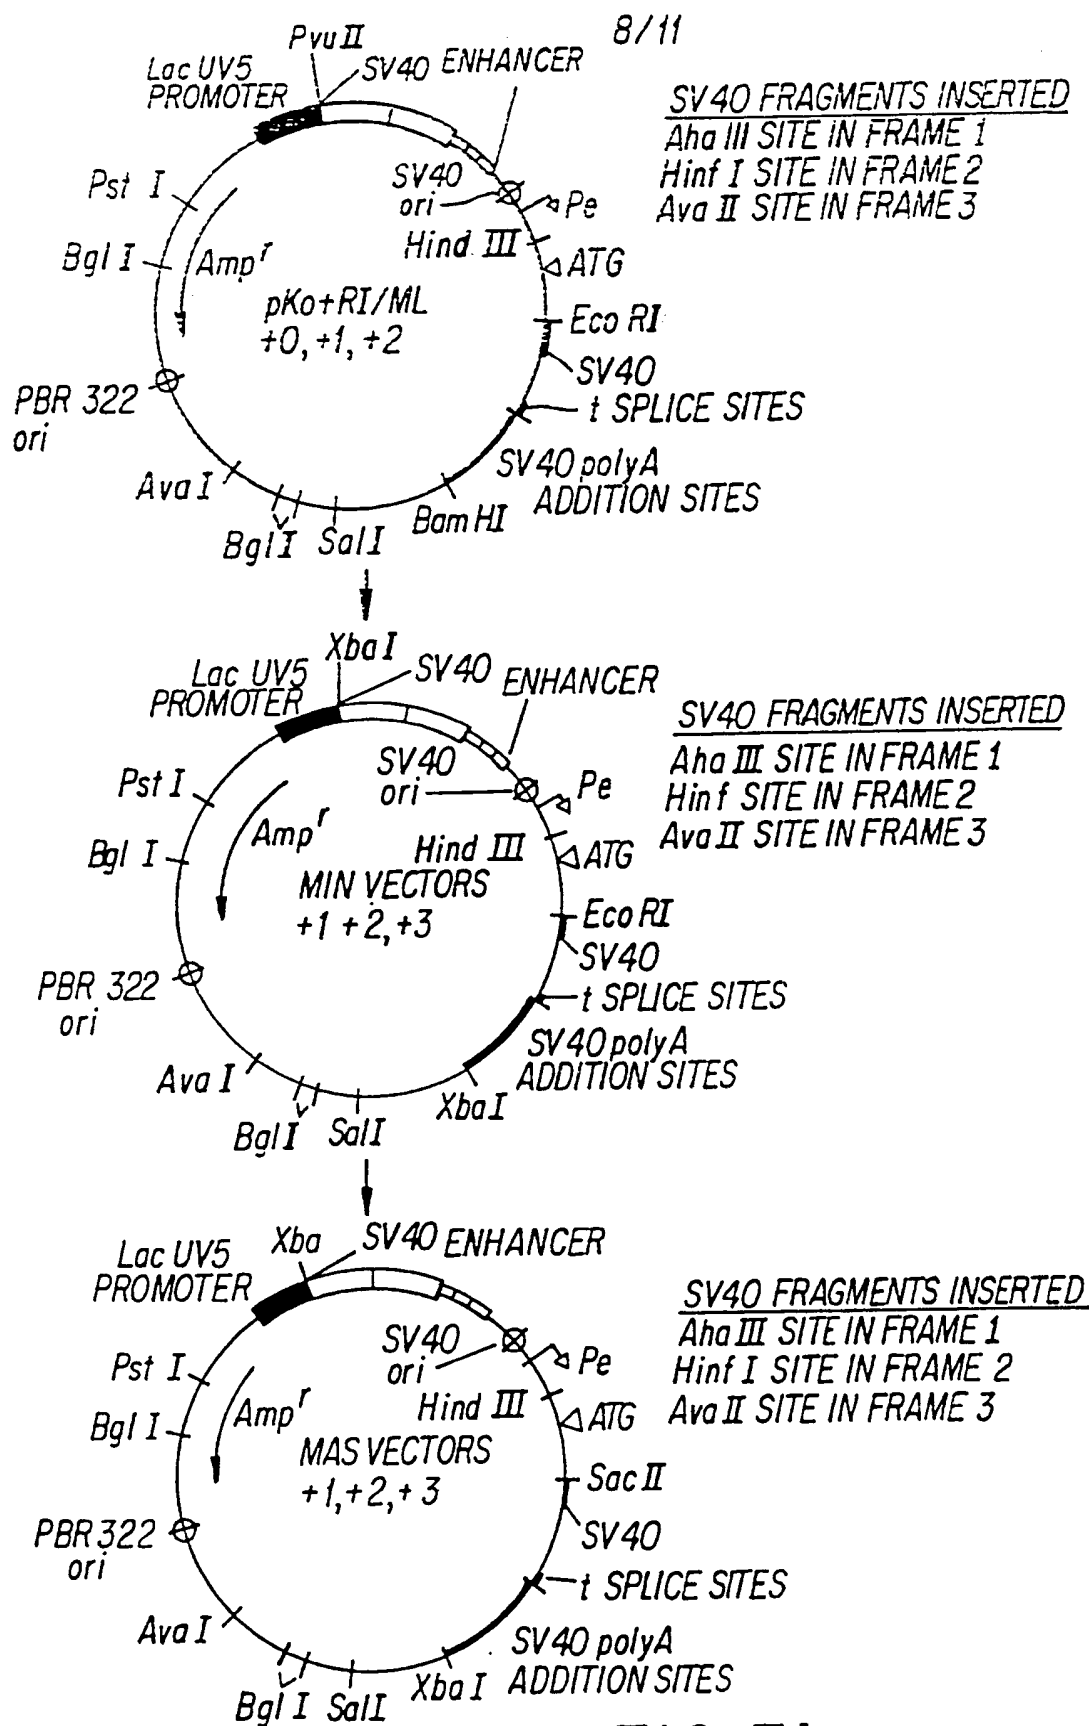 8/11
Pvu II
Lac UV5
PROMOTER
SV40 ENHANCER
SV40 FRAGMENTS INSERTED
Aha III SITE IN FRAME 1
Hinf I SITE IN FRAME 2
Ava II SITE IN FRAME 3
Pst I
SV40
ori
Pe
Hind III
Bgl I
Amp r
ATG
pKo+RI/ML
+0, +1, +2
Eco RI
SV40
PBR 322
ori
t SPLICE SITES
SV40 polyA
ADDITION SITES
Ava I
Bam HI
Bgl I
Sal I
Xba I
Lac UV5
PROMOTER
SV40
ENHANCER
SV40 FRAGMENTS INSERTED
Aha III SITE IN FRAME 1
Hinf SITE IN FRAME 2
Ava II SITE IN FRAME 3
Pst I
SV40
ori
Pe
Bgl I
Amp r
Hind III
ATG
MIN VECTORS
+1 +2, +3
Eco RI
SV40
PBR 322
ori
t SPLICE SITES
SV40 polyA
ADDITION SITES
Ava I
Xba I
Bgl I
Sal I
Xba
Lac UV5
PROMOTER
SV40 ENHANCER
SV40 FRAGMENTS INSERTED
Aha III SITE IN FRAME 1
Hinf I SITE IN FRAME 2
Ava II SITE IN FRAME 3
Pst I
SV40
ori
Pe
Bgl I
Amp r
Hind III
ATG
MAS VECTORS
+1, +2, +3
Sac II
SV40
PBR 322
ori
t SPLICE SITES
Ava I
SV40 polyA
ADDITION SITES
Xba I
Bgl I
Sal I